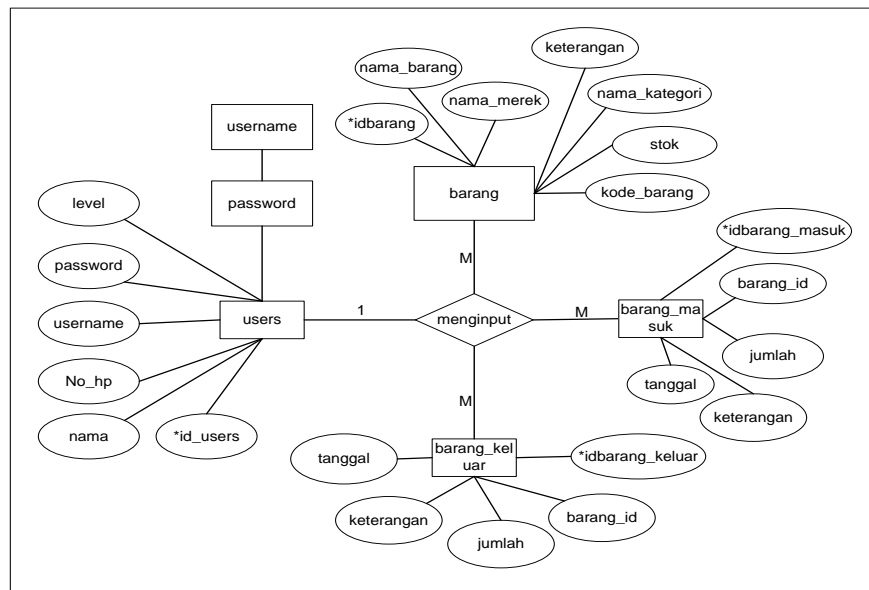 keterangan
nama_barang
nama_merek
nama_kategori
*idbarang
username
stok
password
barang
kode_barang
level
*idbarang_masuk
password
M
barang_id
username
users
1
menginput
M
barang_ma
suk
jumlah
No_hp
tanggal
M
keterangan
nama
*id_users
barang_kel
uar
tanggal
*idbarang_keluar
keterangan
barang_id
jumlah